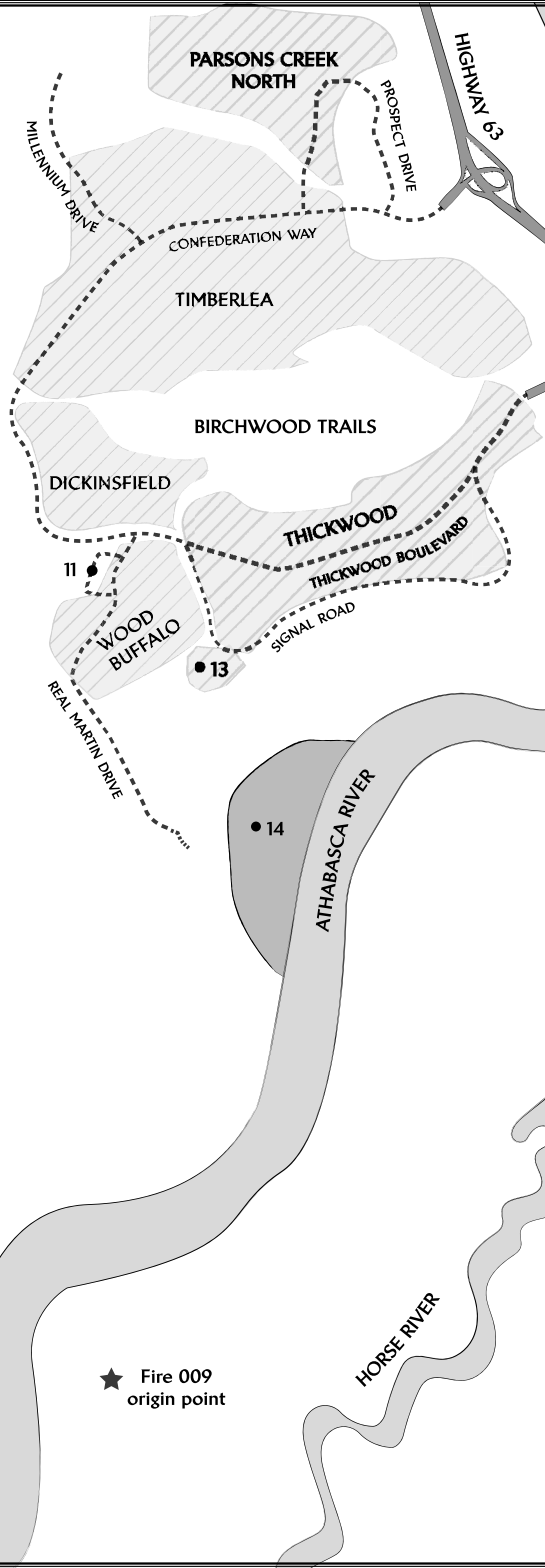 PARSONS CREEK
NORTH
HIGHWAY 63
PROSPECT DRIVE
MILLENNIUM DRIVE
CONFEDERATION WAY
TIMBERLEA
BIRCHWOOD TRAILS
DICKINSFIELD
THICKWOOD
THICKWOOD BOULEVARD
11
WOOD
BUFFALO
SIGNAL ROAD
13
REAL MARTIN DRIVE
14
ATHABASCA RIVER
HORSE RIVER
Fire 009
origin point